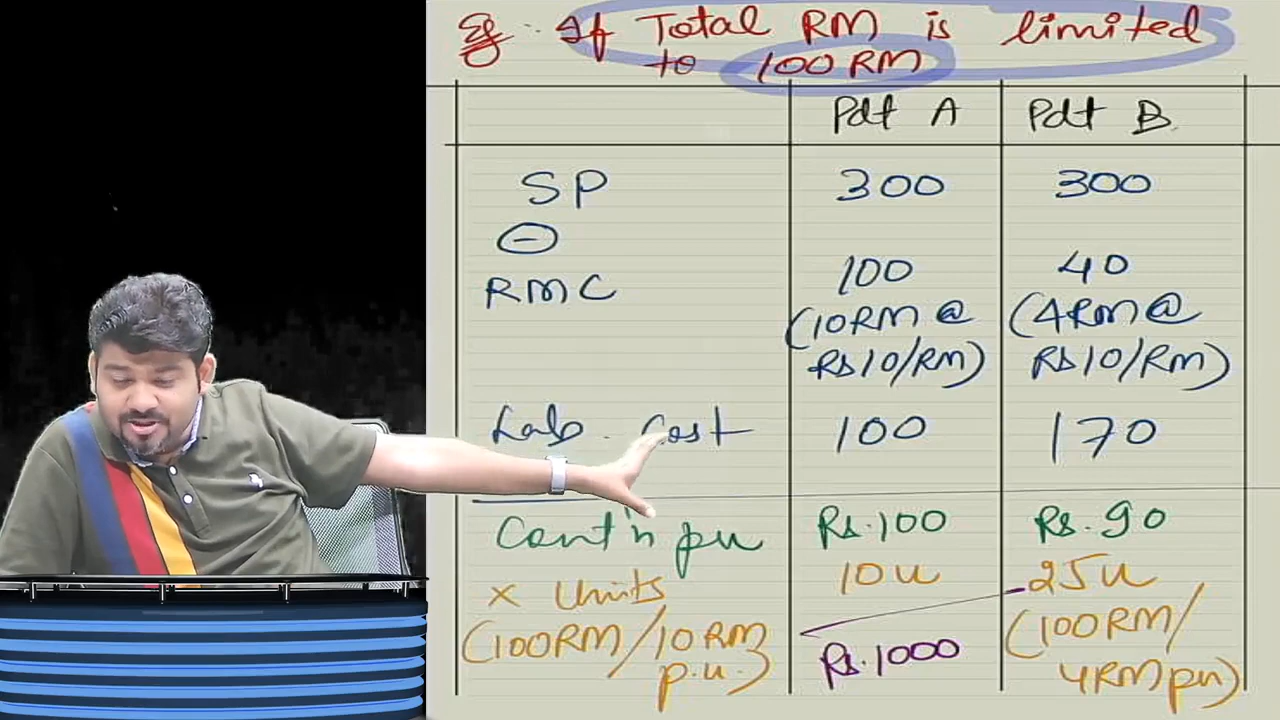 Eg. If Total RM is limited
to 100 RM
Pdt A Pdt B
SP 300 300
⊖
RMC 100 40
(10RM @ (4RM @
Rs10/RM) Rs10/RM)
Lab. Cost 100 170
Cont'n pu Rs.100 Rs.90
x Units 10u 25u
(100RM/10RM (100RM/
p.u.) Rs.1000 4RM pu)